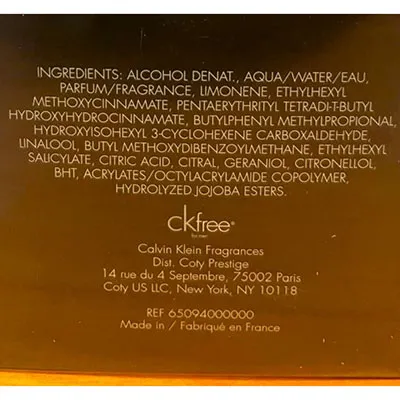 INGREDIENTS: ALCOHOL DENAT., AQUA/WATER/EAU,
PARFUM/FRAGRANCE, LIMONENE, ETHYLHEXYL
METHOXYCINNAMATE, PENTAERYTHRITYL TETRADI-T-BUTYL
HYDROXYHYDROCINNAMATE, BUTYLPHENYL METHYLPROPIONAL,
HYDROXYISOHEXYL 3-CYCLOHEXENE CARBOXALDEHYDE,
LINALOOL, BUTYL METHOXYDIBENZOYLMETHANE, ETHYLHEXYL
SALICYLATE, CITRIC ACID, CITRAL, GERANIOL, CITRONELLOL,
BHT, ACRYLATES/OCTYLACRYLAMIDE COPOLYMER,
HYDROLYZED JOJOBA ESTERS.
ckfree®
for men
Calvin Klein Fragrances
Dist. Coty Prestige
14 rue du 4 Septembre, 75002 Paris
Coty US LLC, New York, NY 10118
REF 65094000000
Made in / Fabriqué en France